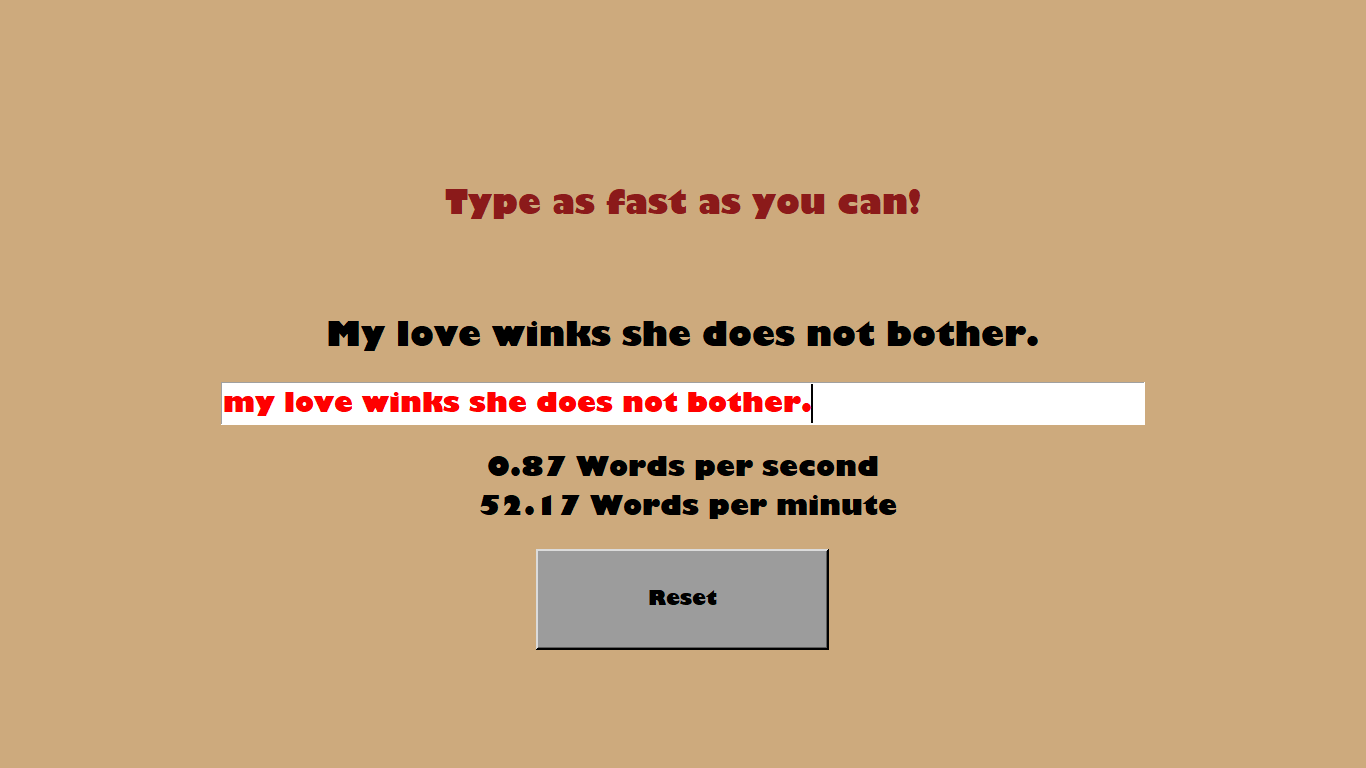 Type as fast as you can!
My love winks she does not bother.
my love winks she does not bother.
0.87 Words per second
52.17 Words per minute
Reset